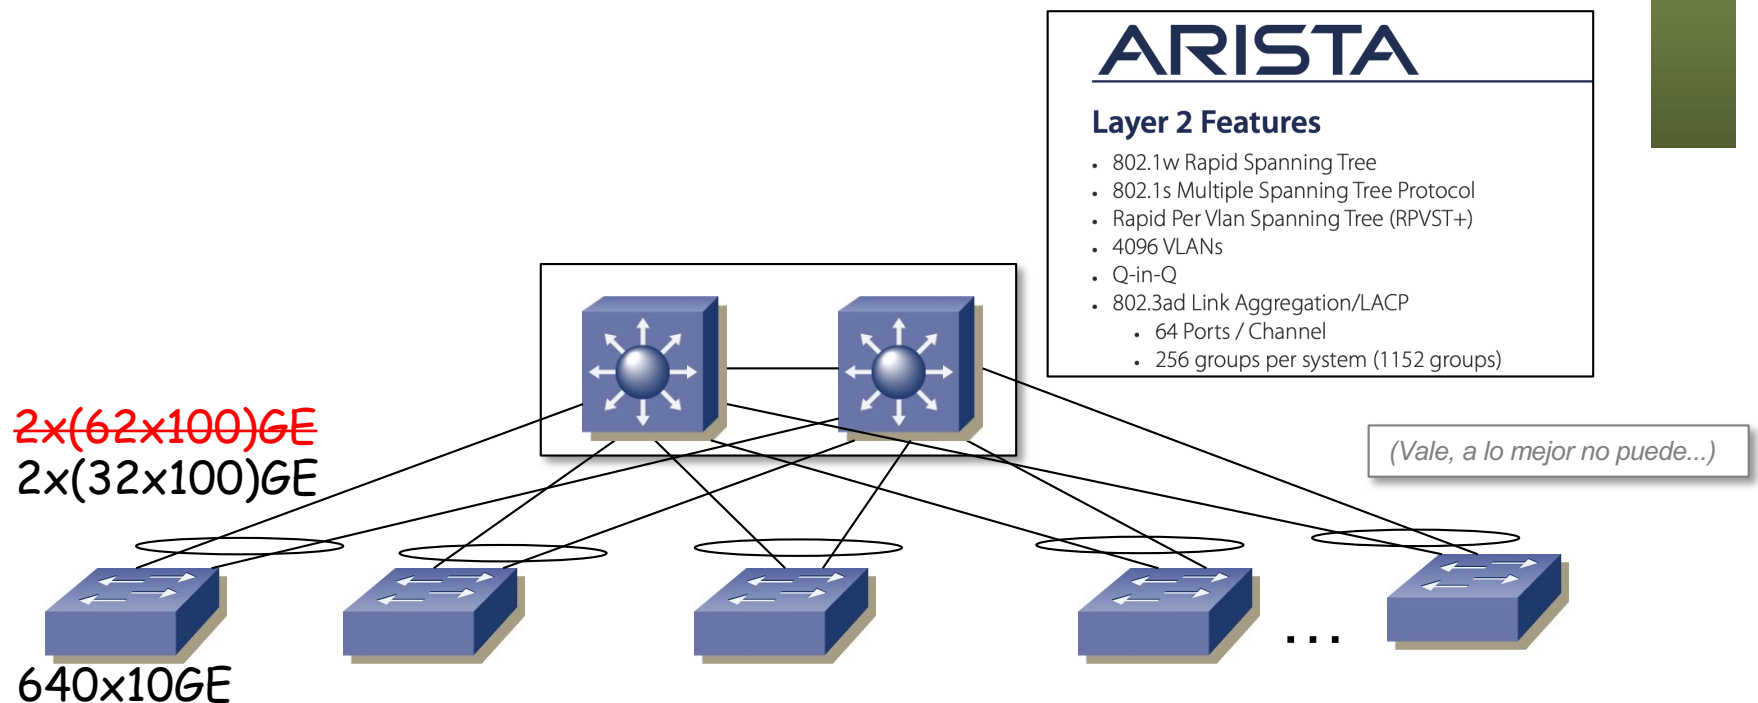 ARISTA
Layer 2 Features
• 802.1w Rapid Spanning Tree
• 802.1s Multiple Spanning Tree Protocol
• Rapid Per Vlan Spanning Tree (RPVST+)
• 4096 VLANs
• Q-in-Q
• 802.3ad Link Aggregation/LACP
• 64 Ports / Channel
• 256 groups per system (1152 groups)
2x(62x100)GE
2x(32x100)GE
(Vale, a lo mejor no puede...)
...
640x10GE